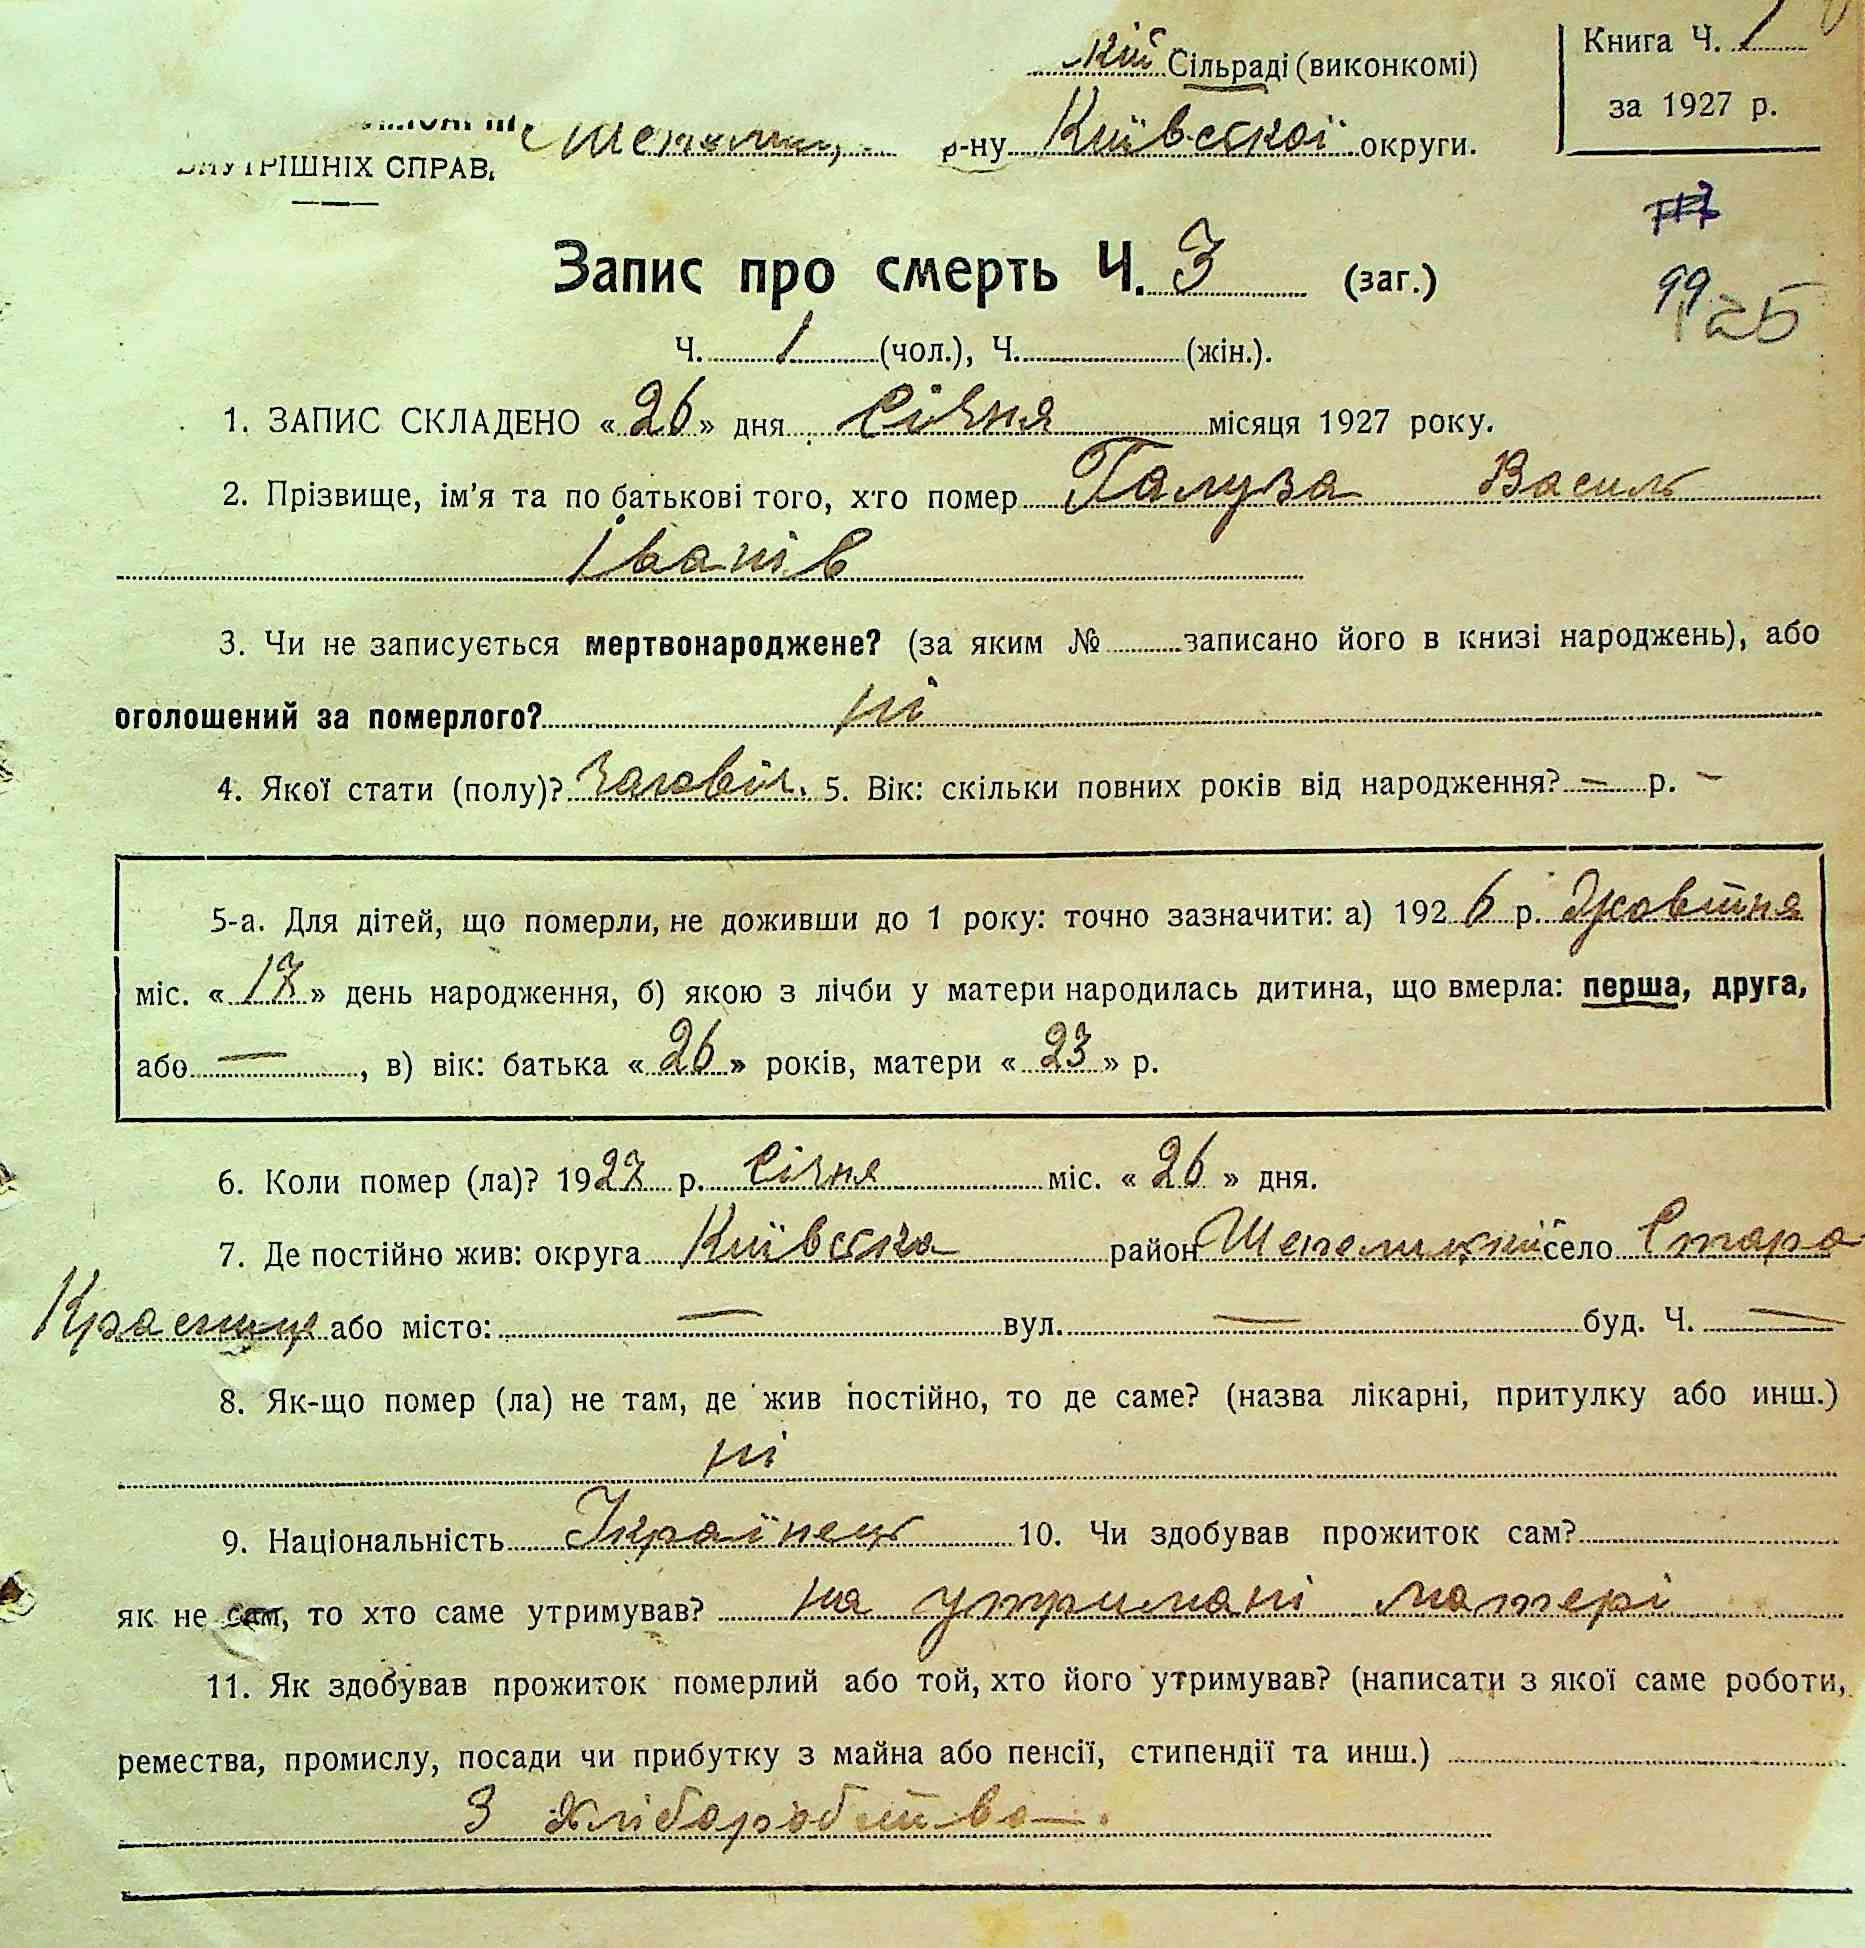 кій Сільраді (виконкомі)
Книга Ч. 1
за 1927 р.
ВНУТРІШНІХ СПРАВ.
р-ну Київської округи.
99
125
Запис про смерть Ч. 3 (заг.)
Ч. 1 (чол.), Ч. (жін.).
1. ЗАПИС СКЛАДЕНО «26» дня Січня місяця 1927 року.
2. Прізвище, ім'я та по батькові того, хто помер Галуза Василь
Іванів
3. Чи не записується мертвонароджене? (за яким № записано його в книзі народжень), або
оголошений за померлого? ні
4. Якої стати (полу)? Чоловіч. 5. Вік: скільки повних років від народження? — р. —
5-а. Для дітей, що померли, не доживши до 1 року: точно зазначити: а) 1926 р. Жовтня
міс. «17» день народження, б) якою з лічби у матери народилась дитина, що вмерла: перша, друга,
або —, в) вік: батька «26» років, матери «23» р.
6. Коли помер (ла)? 1927 р. Січня міс. «26» дня.
7. Де постійно жив: округа Київська район Шепелицький село Стара
Красниця або місто: — вул. — буд. Ч. —
8. Як-що помер (ла) не там, де жив постійно, то де саме? (назва лікарні, притулку або инш.)
ні
9. Національність Українець 10. Чи здобував прожиток сам?
як не сам, то хто саме утримував? на утримані матері
11. Як здобував прожиток померлий або той, хто його утримував? (написати з якої саме роботи,
ремества, промислу, посади чи прибутку з майна або пенсії, стипендії та инш.)
З хліборобства.